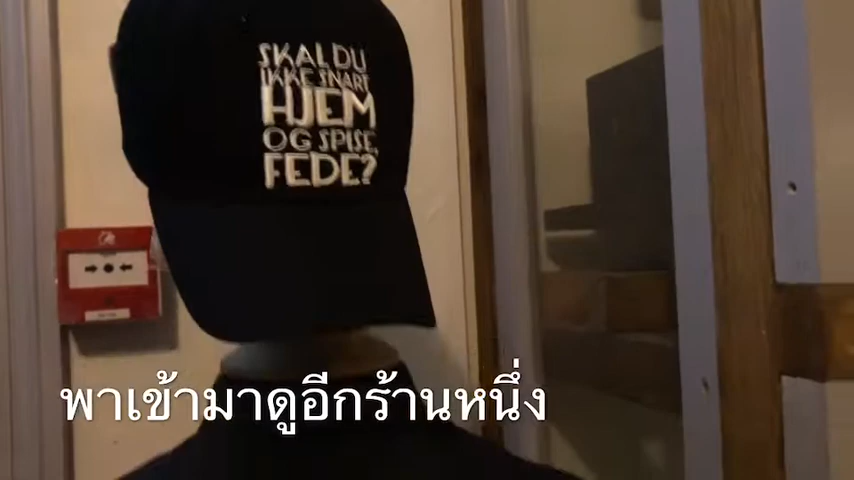 SKAL DU
IKKE SNART
HJEM
OG SPISE,
FEDE?
พาเข้ามาดูอีกร้านหนึ่ง